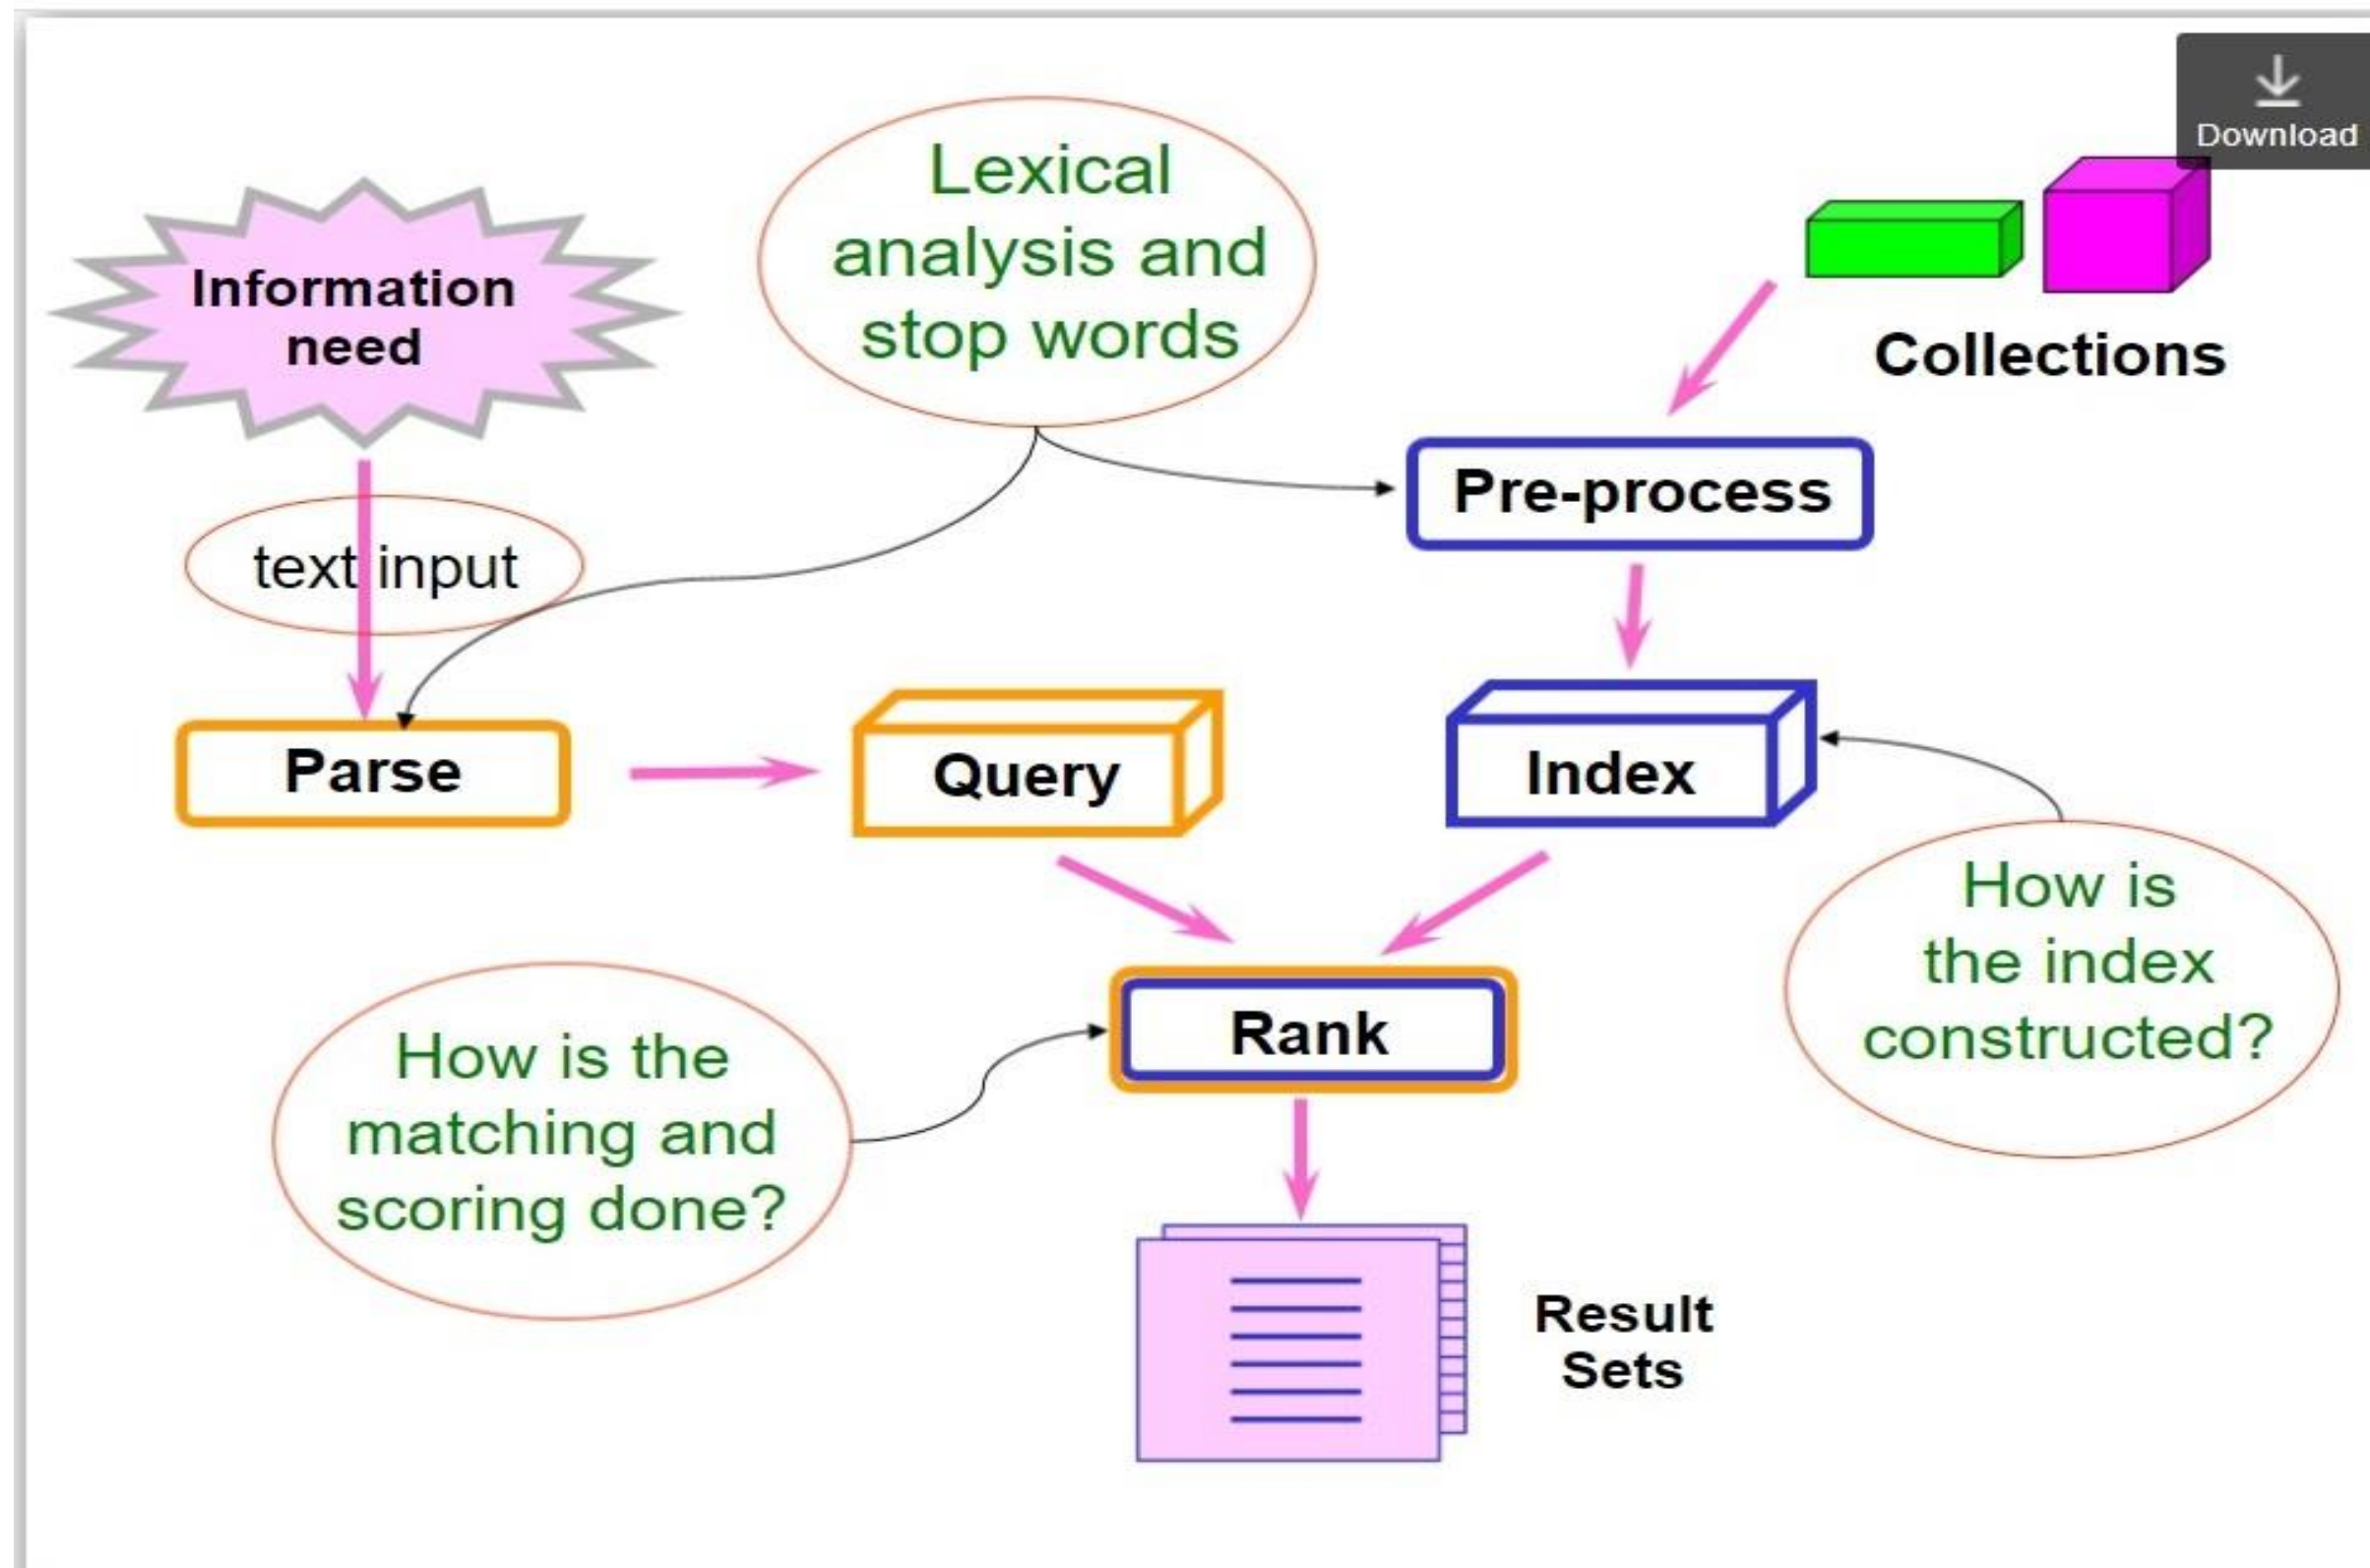 Download
Lexical
analysis and
stop words
Information
need
Collections
Pre-process
text input
Parse
Query
Index
How is
the index
constructed?
Rank
How is the
matching and
scoring done?
Result
Sets